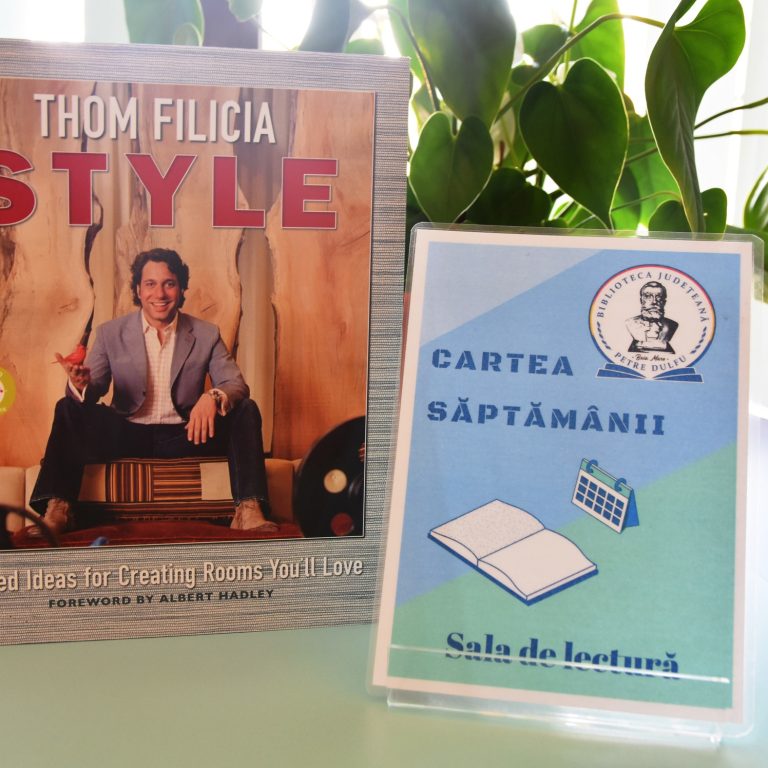 THOM FILICIA
STYLE
ed Ideas for Creating Rooms You'll Love
FOREWORD BY ALBERT HADLEY
BIBLIOTECA JUDEȚEANĂ
- Baia Mare -
PETRE DULFU
CARTEA
SĂPTĂMÂNII
Sala de lectură